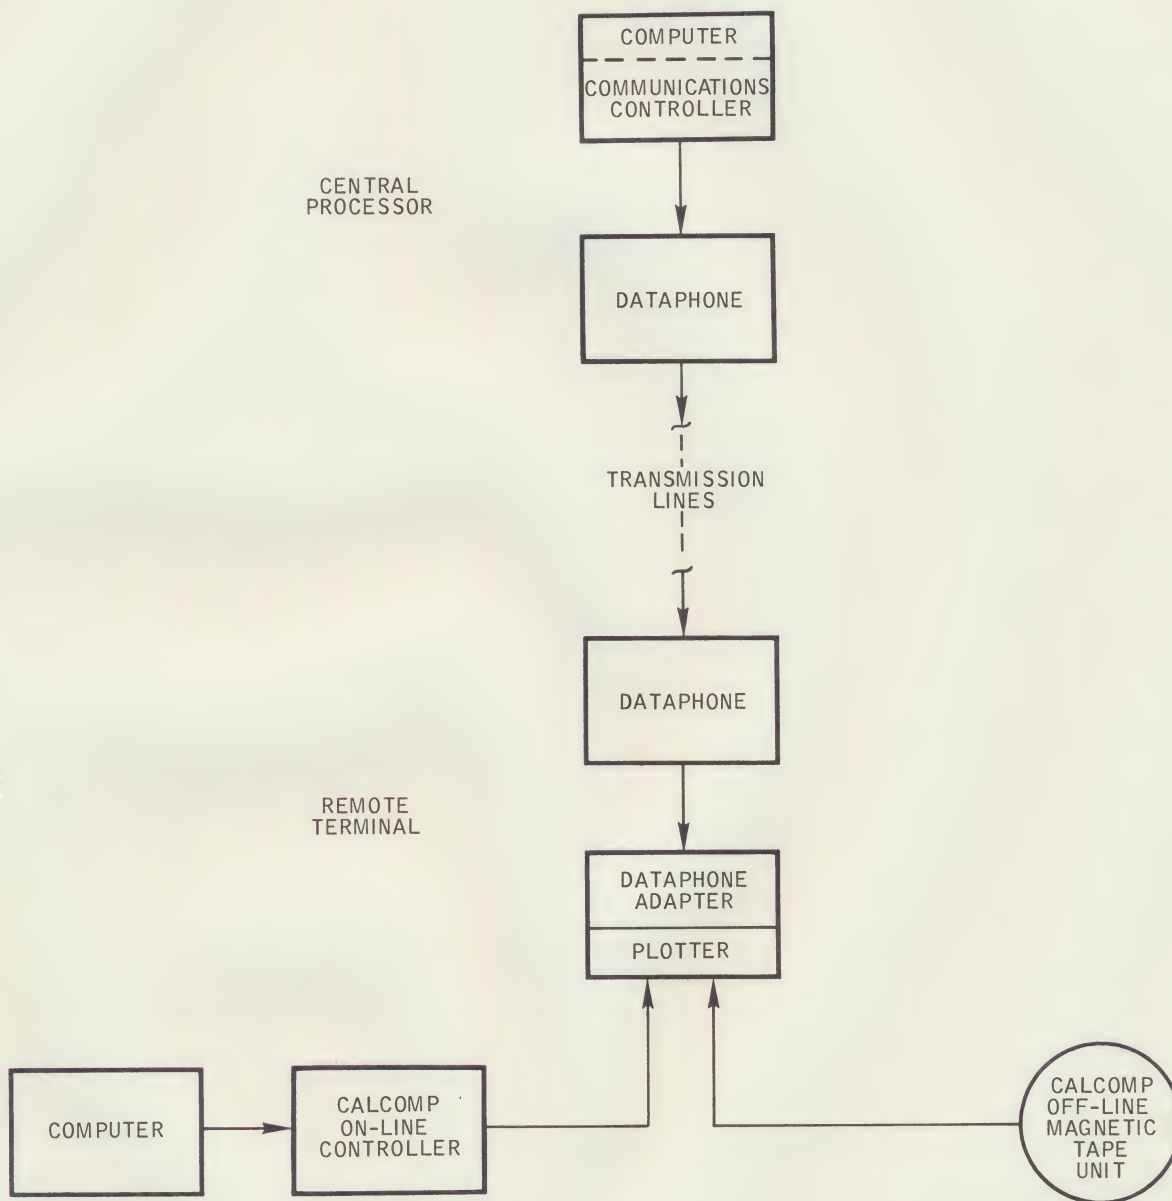 COMPUTER
COMMUNICATIONS
CONTROLLER
CENTRAL
PROCESSOR
DATAPHONE
TRANSMISSION
LINES
DATAPHONE
REMOTE
TERMINAL
DATAPHONE
ADAPTER
PLOTTER
COMPUTER
CALCOMP
ON-LINE
CONTROLLER
CALCOMP
OFF-LINE
MAGNETIC
TAPE
UNIT